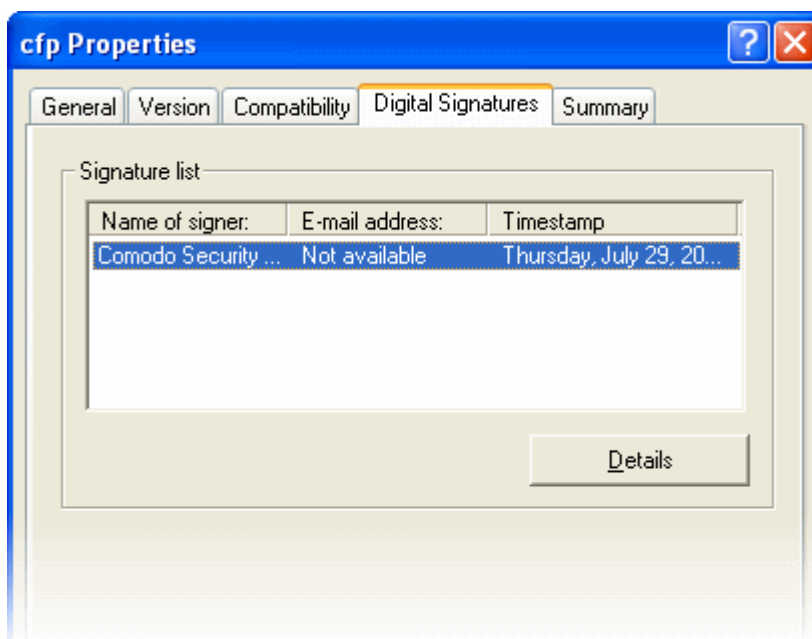 cfp Properties
General Version Compatibility Digital Signatures Summary
Signature list
Name of signer: E-mail address: Timestamp
Comodo Security ... Not available Thursday, July 29, 20...
Details